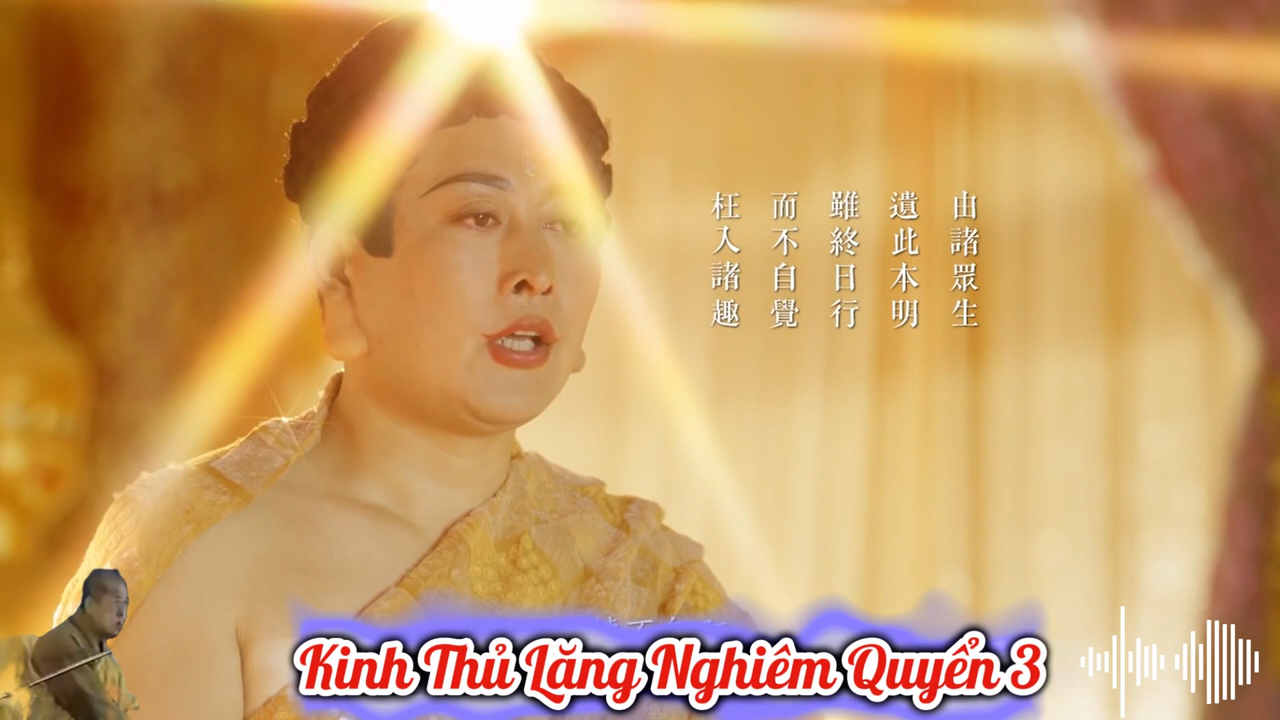 由諸眾生
遺此本明
雖終日行
而不自覺
枉入諸趣
Kinh Thủ Lăng Nghiêm Quyển 3